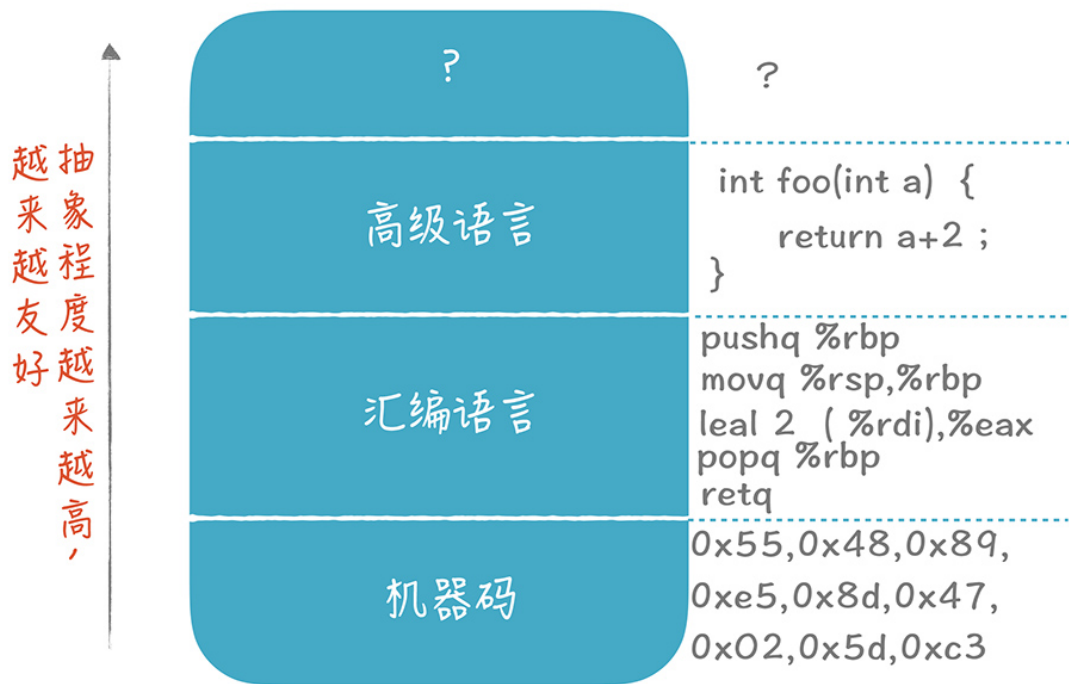 ?
?
抽象程度越来越高，
越来越友好
高级语言
int foo(int a) {
return a+2 ;
}
汇编语言
pushq %rbp
movq %rsp,%rbp
leal 2 ( %rdi),%eax
popq %rbp
retq
机器码
0x55,0x48,0x89,
0xe5,0x8d,0x47,
0x02,0x5d,0xc3